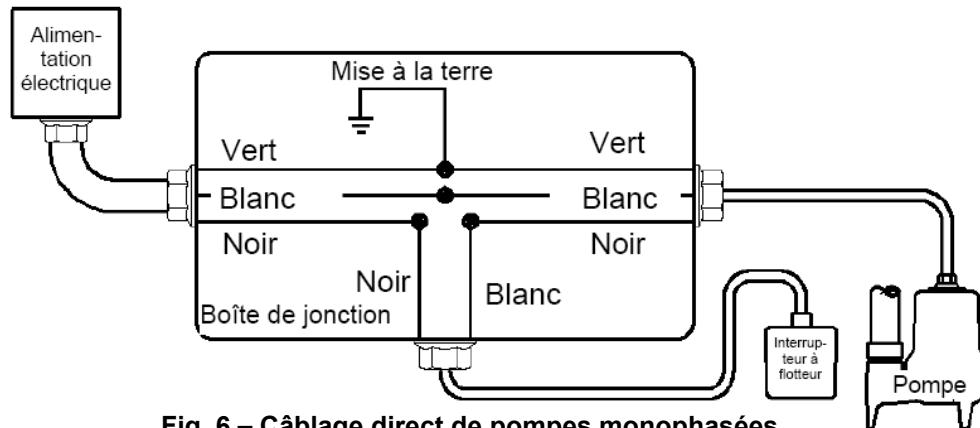 Alimen-
tation
électrique
Mise à la terre
Vert
Vert
Blanc
Blanc
Noir
Noir
Noir
Blanc
Boîte de jonction
Interrup-
teur à
flotteur
Pompe
Fig. 6 – Câblage direct de pompes monophasées